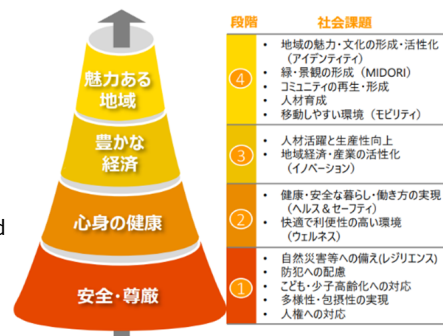 魅力ある
地域
豊かな
経済
心身の健康
安全・尊厳
d
段階
社会課題
4
・ 地域の魅力・文化の形成・活性化
（アイデンティティ）
・ 緑・景観の形成（MIDORI）
・ コミュニティの再生・形成
・ 人材育成
・ 移動しやすい環境（モビリティ）
3
・ 人材活躍と生産性向上
・ 地域経済・産業の活性化
（イノベーション）
2
・ 健康・安全な暮らし・働き方の実現
（ヘルス＆セーフティ）
・ 快適で利便性の高い環境
（ウェルネス）
1
・ 自然災害等への備え(レジリエンス)
・ 防犯への配慮
・ こども・少子高齢化への対応
・ 多様性・包摂性の実現
・ 人権への対応